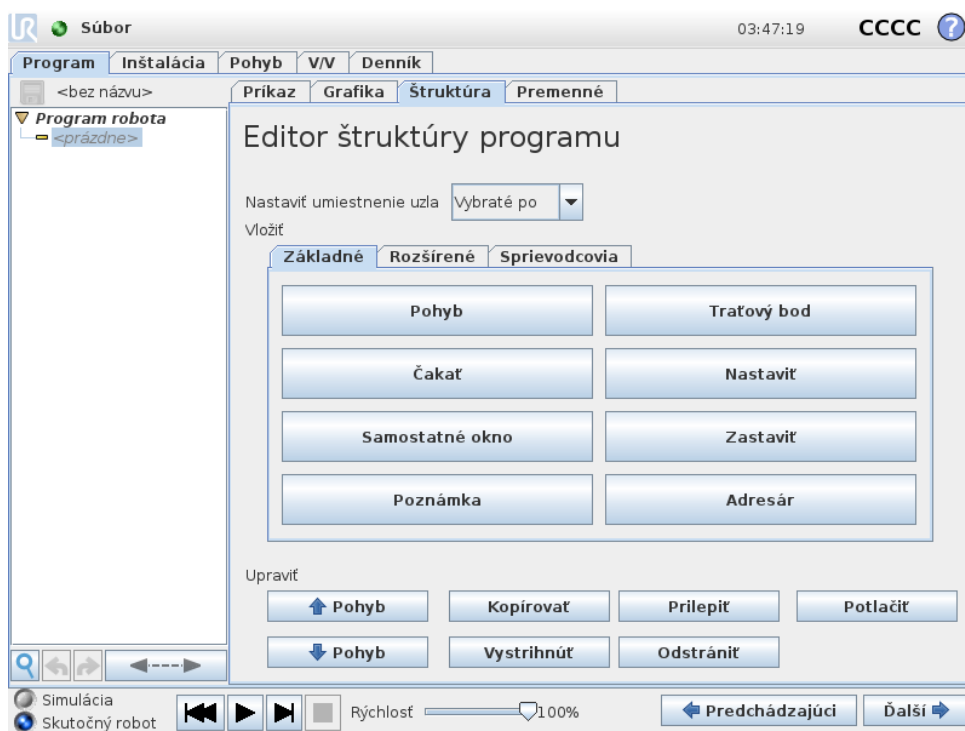 UR Súbor 03:47:19 CCCC ?
Program Inštalácia Pohyb V/V Denník
<bez názvu> Príkaz Grafika Štruktúra Premenné
Program robota
<prázdne>
Editor štruktúry programu
Nastaviť umiestnenie uzla Vybraté po
Vložiť
Základné Rozšírené Sprievodcovia
Pohyb Traťový bod
Čakať Nastaviť
Samostatné okno Zastaviť
Poznámka Adresár
Upraviť
Pohyb Kopírovať Prilepiť Potlačiť
Pohyb Vystrihnúť Odstrániť
Simulácia
Skutočný robot Rýchlosť 100% Predchádzajúci Ďalší